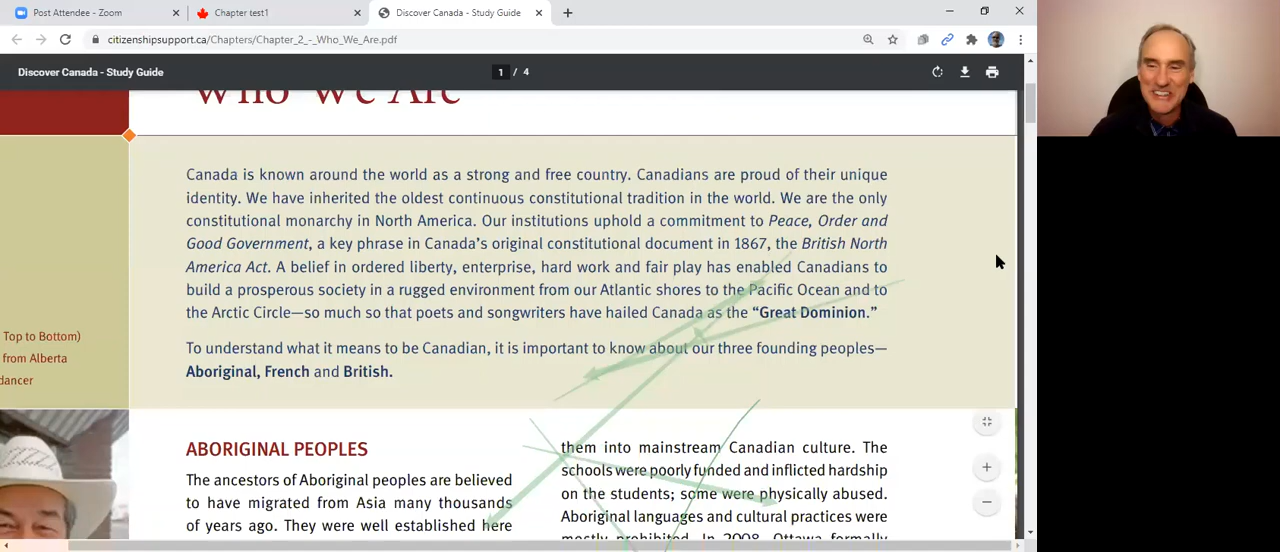 Post Attendee - Zoom
Chapter test1
Discover Canada - Study Guide
citizenshipsupport.ca/Chapters/Chapter_2_-_Who_We_Are.pdf
Discover Canada - Study Guide
1 / 4
Who We Are
Canada is known around the world as a strong and free country. Canadians are proud of their unique
identity. We have inherited the oldest continuous constitutional tradition in the world. We are the only
constitutional monarchy in North America. Our institutions uphold a commitment to Peace, Order and
Good Government, a key phrase in Canada's original constitutional document in 1867, the British North
America Act. A belief in ordered liberty, enterprise, hard work and fair play has enabled Canadians to
build a prosperous society in a rugged environment from our Atlantic shores to the Pacific Ocean and to
the Arctic Circle—so much so that poets and songwriters have hailed Canada as the "Great Dominion."
To understand what it means to be Canadian, it is important to know about our three founding peoples—
Aboriginal, French and British.
Top to Bottom)
from Alberta
dancer
ABORIGINAL PEOPLES
The ancestors of Aboriginal peoples are believed
to have migrated from Asia many thousands
of years ago. They were well established here
them into mainstream Canadian culture. The
schools were poorly funded and inflicted hardship
on the students; some were physically abused.
Aboriginal languages and cultural practices were
mostly prohibited. In 2008, Ottawa formally